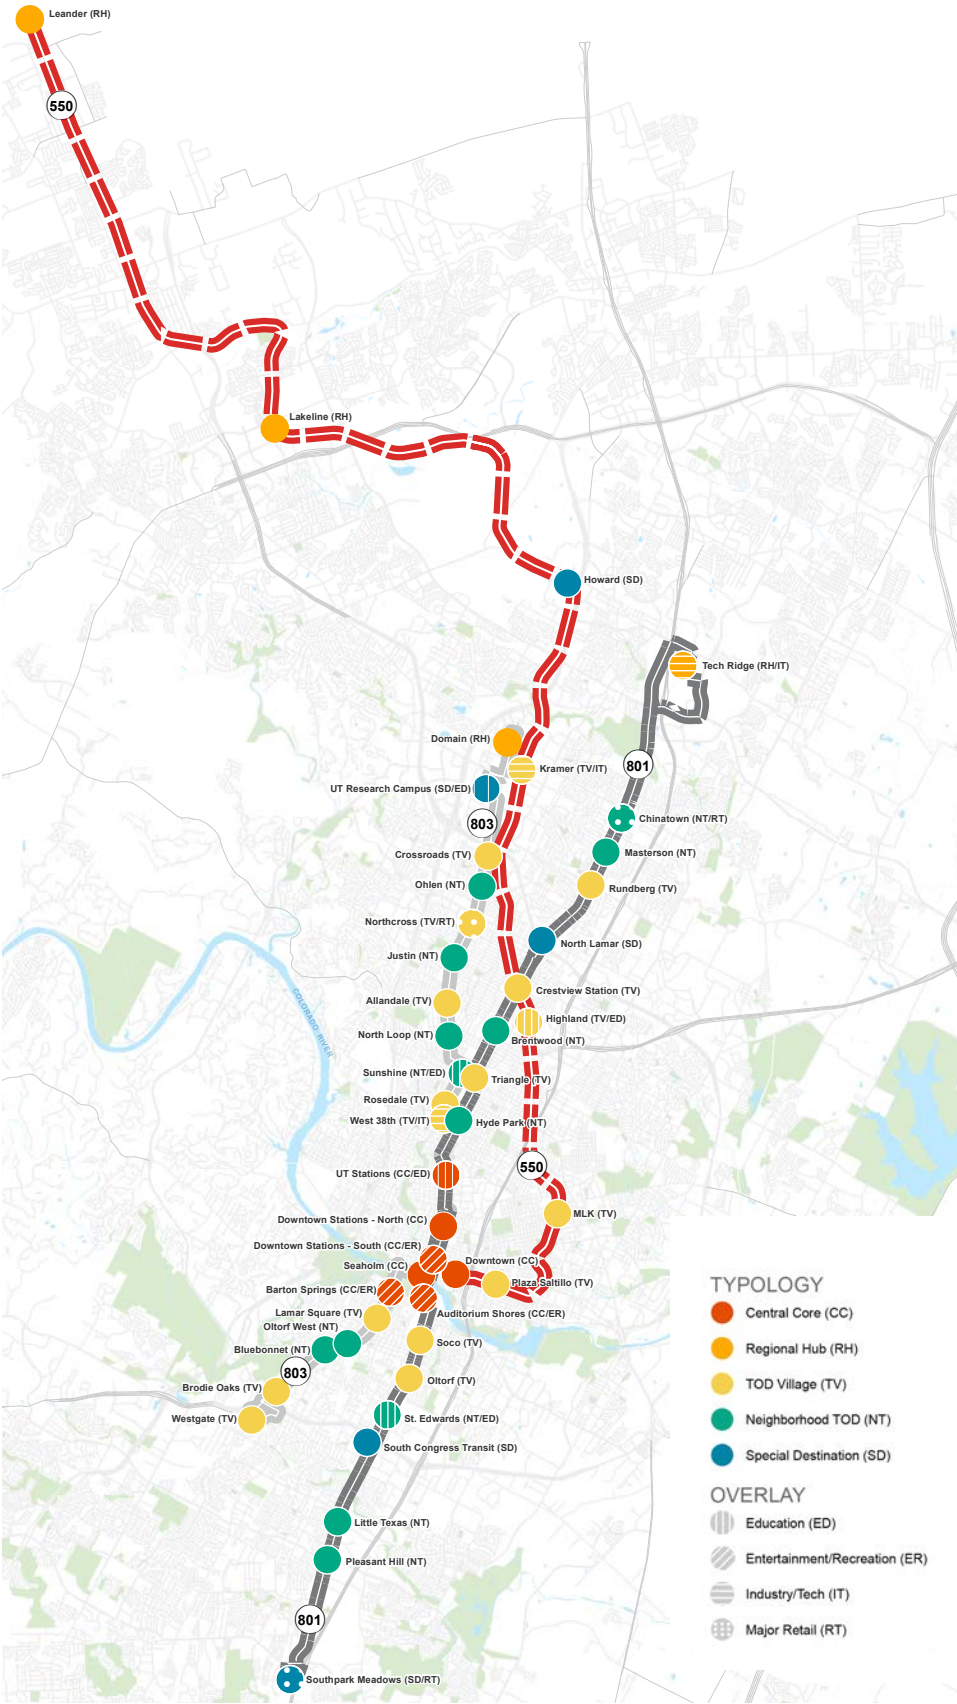 Leander (RH)
550
Lakeline (RH)
Howard (SD)
Tech Ridge (RH/IT)
Domain (RH)
801
Kramer (TV/IT)
UT Research Campus (SD/ED)
803
Chinatown (NT/RT)
Crossroads (TV)
Masterson (NT)
Ohlen (NT)
Rundberg (TV)
Northcross (TV/RT)
North Lamar (SD)
Justin (NT)
Crestview Station (TV)
Allandale (TV)
COLORADO RIVER
Highland (TV/ED)
North Loop (NT)
Brentwood (NT)
Sunshine (NT/ED)
Triangle (TV)
Rosedale (TV)
West 38th (TV/IT)
Hyde Park (NT)
550
UT Stations (CC/ED)
MLK (TV)
Downtown Stations - North (CC)
Downtown Stations - South (CC/ER)
Downtown (CC)
Seaholm (CC)
Plaza Saltillo (TV)
Barton Springs (CC/ER)
Lamar Square (TV)
Auditorium Shores (CC/ER)
Oltorf West (NT)
Soco (TV)
Bluebonnet (NT)
803
Oltorf (TV)
Brodie Oaks (TV)
Westgate (TV)
St. Edwards (NT/ED)
South Congress Transit (SD)
Little Texas (NT)
Pleasant Hill (NT)
801
Southpark Meadows (SD/RT)
TYPOLOGY
Central Core (CC)
Regional Hub (RH)
TOD Village (TV)
Neighborhood TOD (NT)
Special Destination (SD)
OVERLAY
Education (ED)
Entertainment/Recreation (ER)
Industry/Tech (IT)
Major Retail (RT)